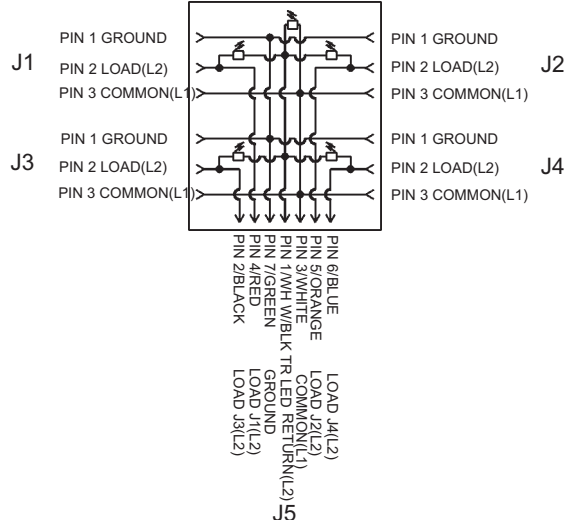 PIN 1 GROUND
PIN 1 GROUND
J1
PIN 2 LOAD(L2)
PIN 2 LOAD(L2)
J2
PIN 3 COMMON(L1)
PIN 3 COMMON(L1)
PIN 1 GROUND
PIN 1 GROUND
J3
PIN 2 LOAD(L2)
PIN 2 LOAD(L2)
J4
PIN 3 COMMON(L1)
PIN 3 COMMON(L1)
PIN 2/BLACK LOAD J3(L2)
PIN 4/RED LOAD J1(L2)
PIN 7/GREEN GROUND
PIN 1/WH W/BLK TR LED RETURN(L2)
PIN 3/WHITE COMMON(L1)
PIN 5/ORANGE LOAD J2(L2)
PIN 6/BLUE LOAD J4(L2)
J5